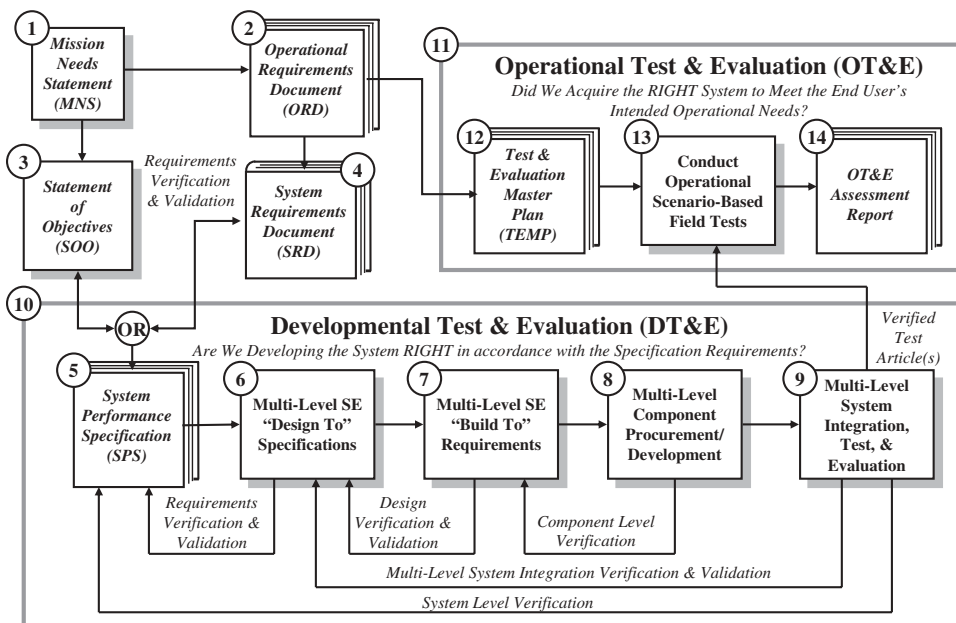 1
Mission
Needs
Statement
(MNS)
2
Operational
Requirements
Document
(ORD)
3
Statement
of
Objectives
(SOO)
Requirements
Verification
& Validation
4
System
Requirements
Document
(SRD)
11
Operational Test & Evaluation (OT&E)
Did We Acquire the RIGHT System to Meet the End User's
Intended Operational Needs?
12
Test &
Evaluation
Master
Plan
(TEMP)
13
Conduct
Operational
Scenario-Based
Field Tests
14
OT&E
Assessment
Report
10
OR
Developmental Test & Evaluation (DT&E)
Are We Developing the System RIGHT in accordance with the Specification Requirements?
Verified
Test
Article(s)
5
System
Performance
Specification
(SPS)
6
Multi-Level SE
“Design To”
Specifications
7
Multi-Level SE
“Build To”
Requirements
8
Multi-Level
Component
Procurement/
Development
9
Multi-Level
System
Integration,
Test, &
Evaluation
Requirements
Verification &
Validation
Design
Verification &
Validation
Component Level
Verification
Multi-Level System Integration Verification & Validation
System Level Verification